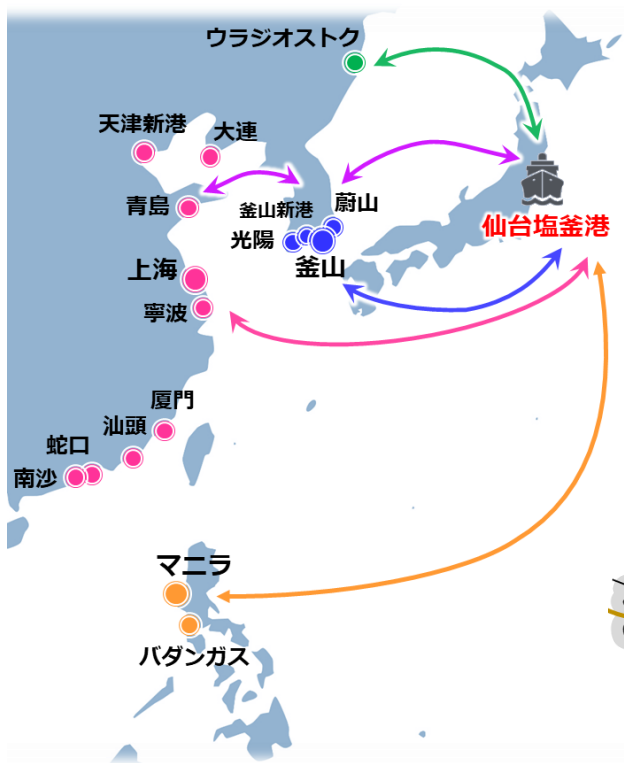 ウラジオストク
天津新港
大連
青島
釜山新港
蔚山
光陽
釜山
仙台塩釜港
上海
寧波
厦門
汕頭
蛇口
南沙
マニラ
バダンガス